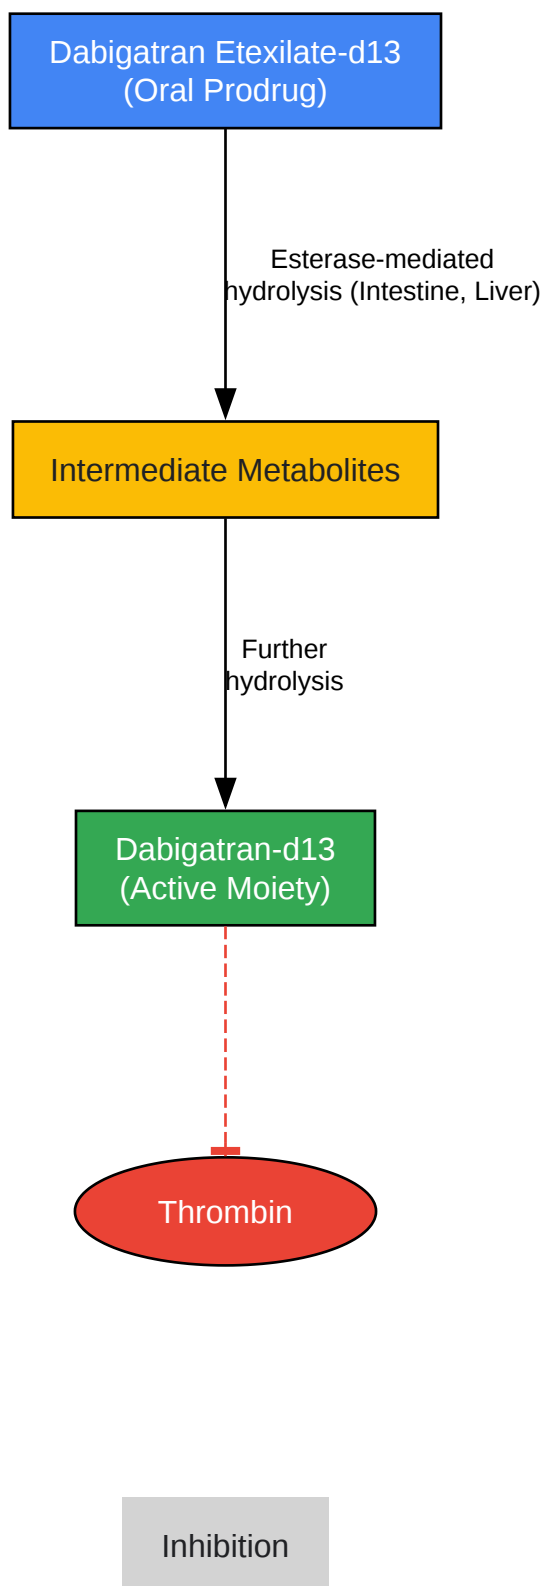 Dabigatran Etexilate-d13
(Oral Prodrug)
Esterase-mediated
hydrolysis (Intestine, Liver)
Intermediate Metabolites
Further
hydrolysis
Dabigatran-d13
(Active Moiety)
Thrombin
Inhibition